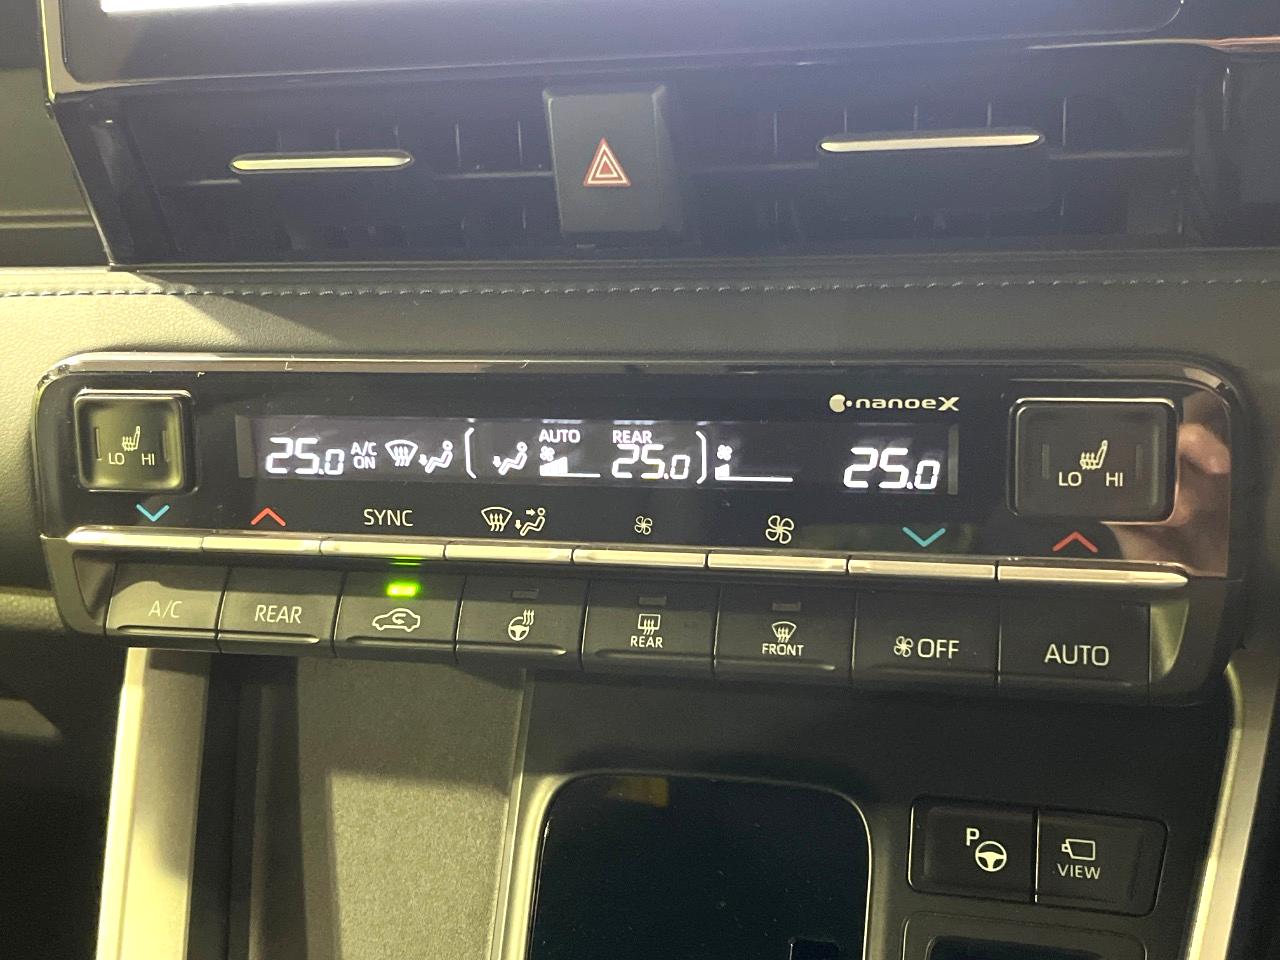 nanoeX
LO HI
25.0 A/C ON AUTO REAR 25.0 25.0
LO HI
SYNC
A/C REAR REAR FRONT OFF AUTO
P
VIEW